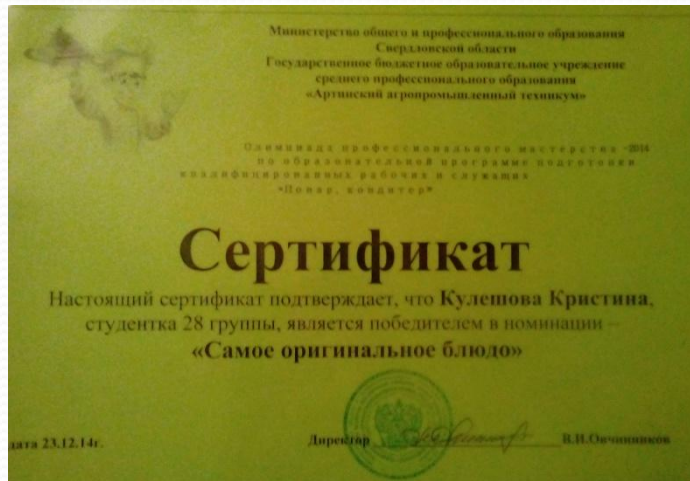 Министерство общего и профессионального образования
Свердловской области
Государственное бюджетное образовательное учреждение
среднего профессионального образования
«Артинский агропромышленный техникум»
Олимпиада профессионального мастерства -2014
по образовательной программе подготовки
квалифицированных рабочих и служащих
«Повар, кондитер»
Сертификат
Настоящий сертификат подтверждает, что Кулешова Кристина,
студентка 28 группы, является победителем в номинации –
«Самое оригинальное блюдо»
дата 23.12.14г.
Директор
В.И.Овчинников